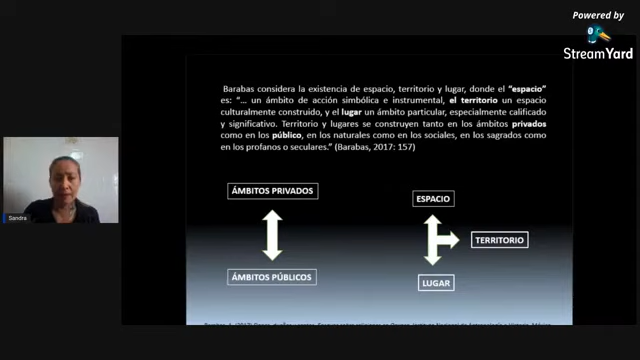 Powered by
StreamYard
Barabas considera la existencia de espacio, territorio y lugar, donde el "espacio"
es: "… un ámbito de acción simbólica e instrumental, el territorio un espacio
culturalmente construido, y el lugar un ámbito particular, especialmente calificado
y significativo. Territorio y lugares se construyen tanto en los ámbitos privados
como en los público, en los naturales como en los sociales, en los sagrados como
en los profanos o seculares." (Barabas, 2017: 157)
ÁMBITOS PRIVADOS
ESPACIO
TERRITORIO
ÁMBITOS PÚBLICOS
LUGAR
Sandra